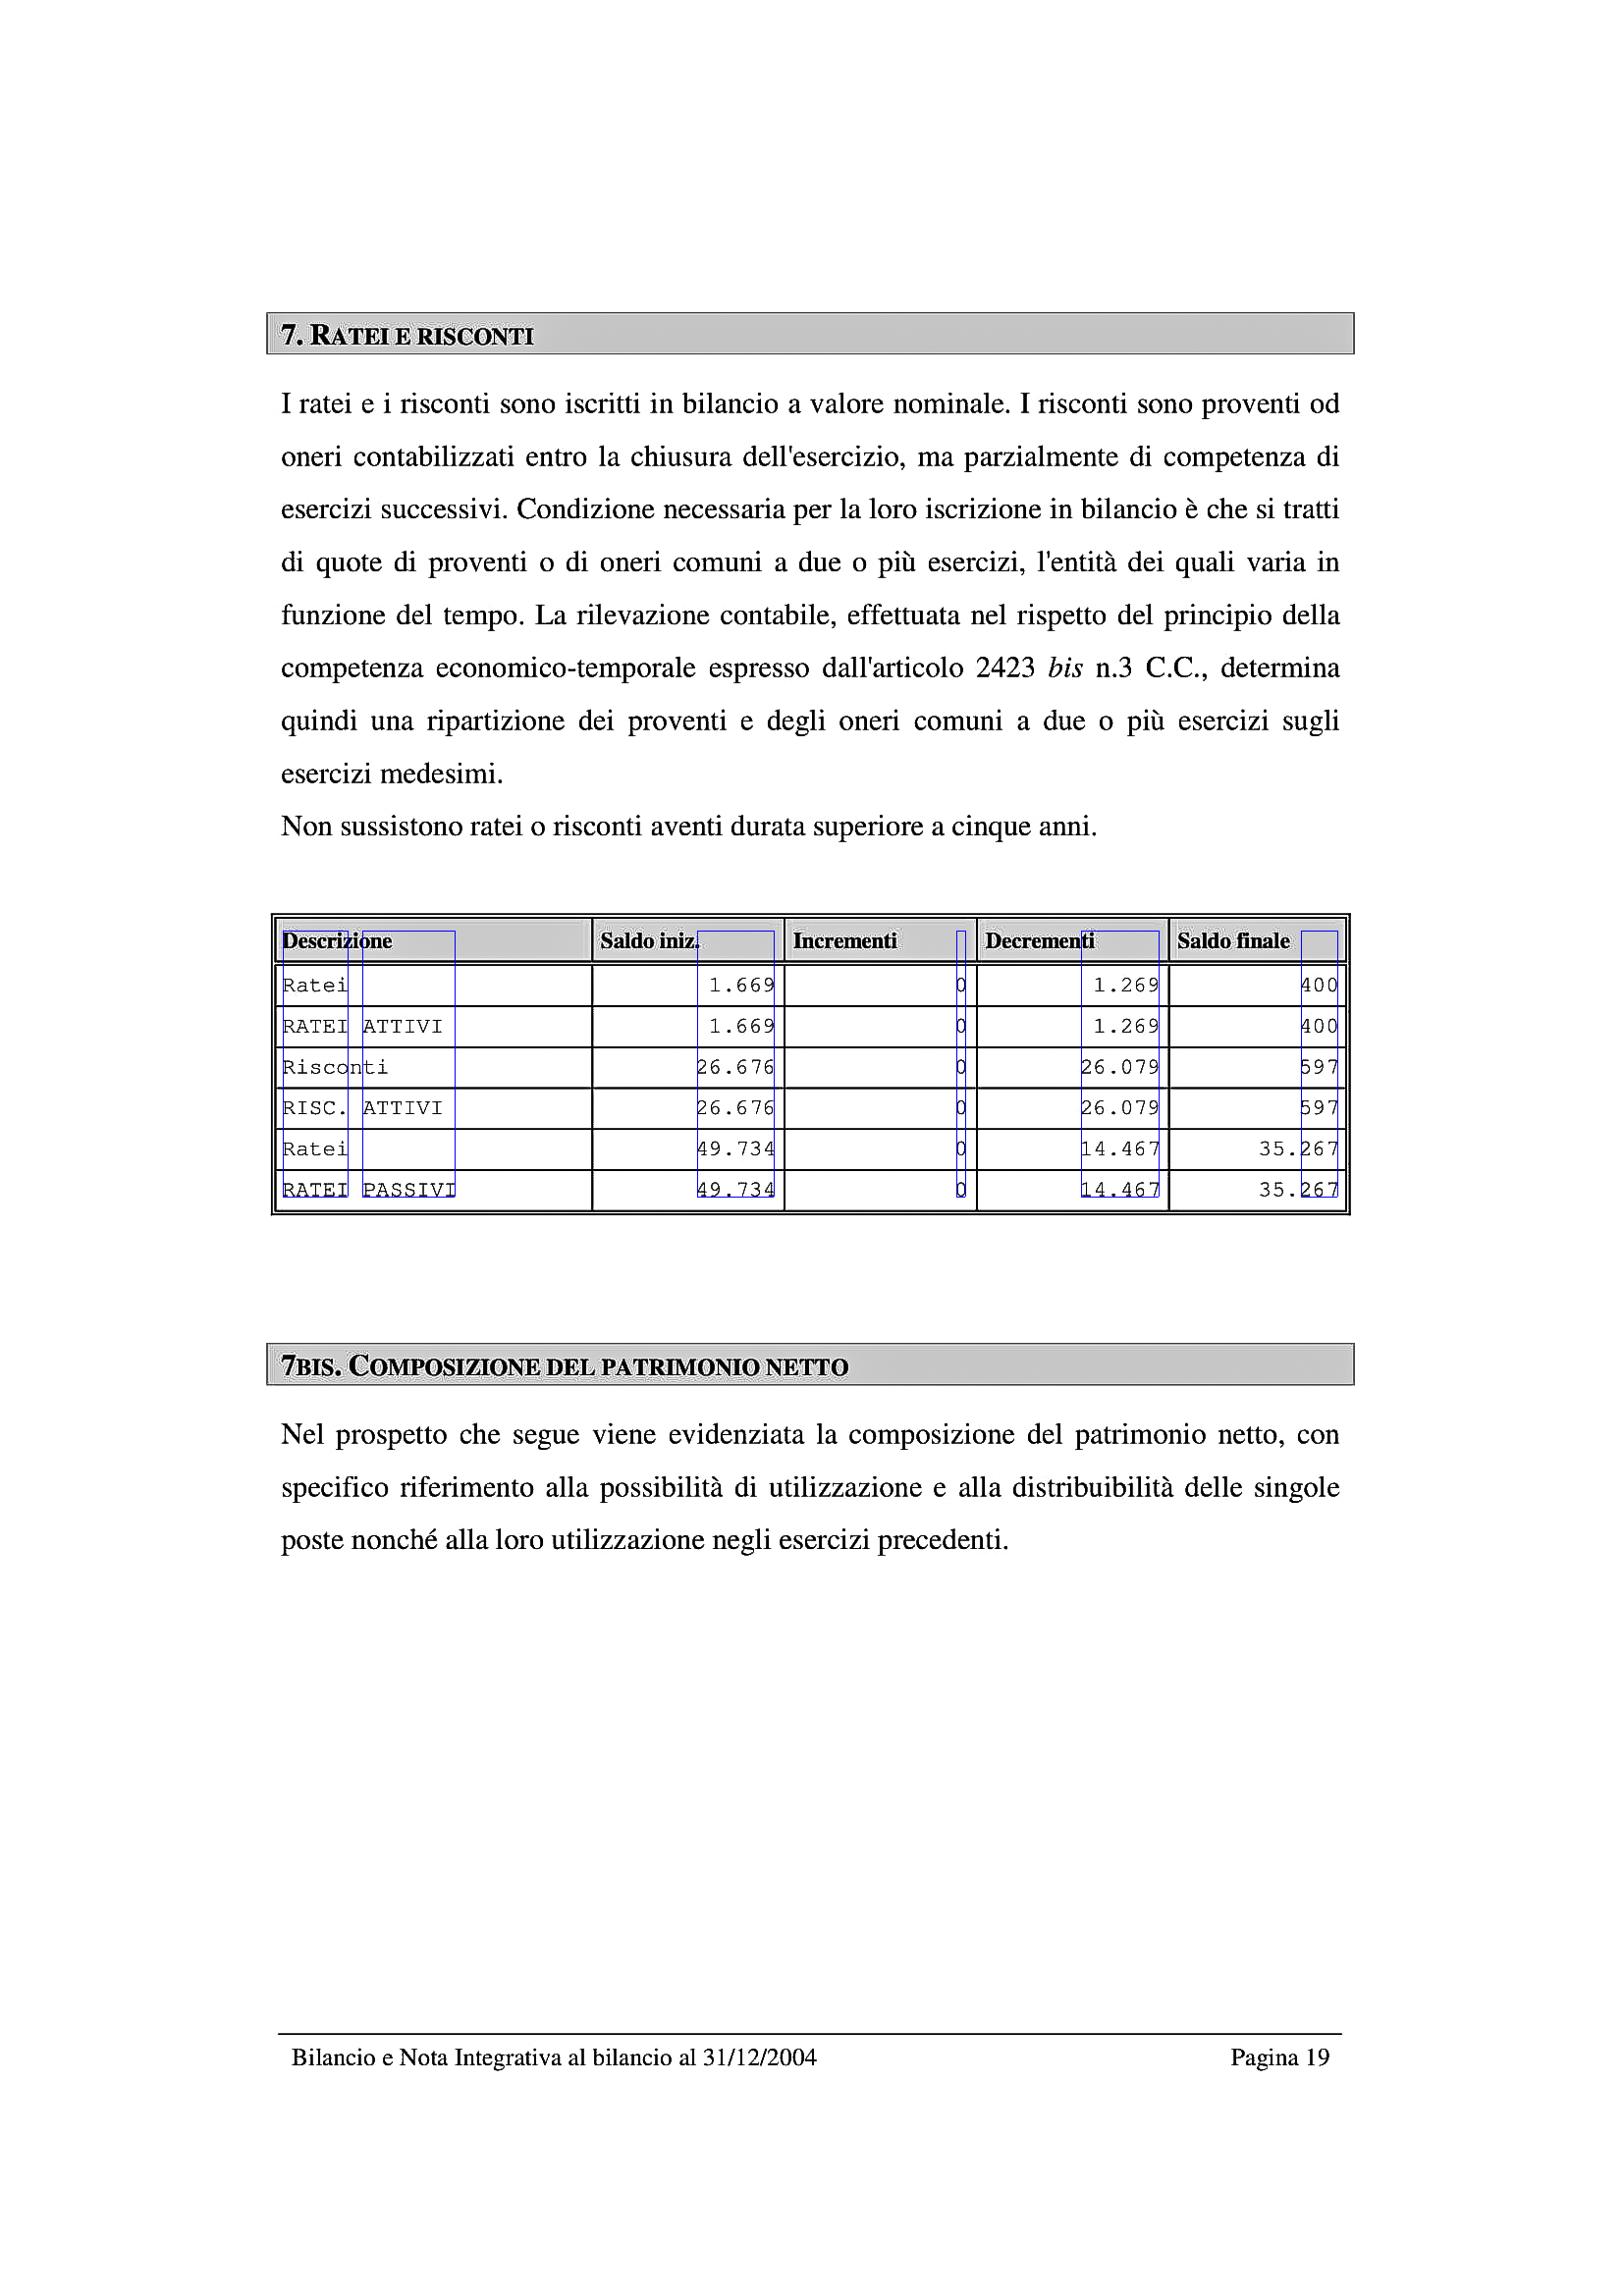 7. RATEI E RISCONTI
I ratei e i risconti sono iscritti in bilancio a valore nominale. I risconti sono proventi od
oneri contabilizzati entro la chiusura dell'esercizio, ma parzialmente di competenza di
esercizi successivi. Condizione necessaria per la loro iscrizione in bilancio è che si tratti
di quote di proventi o di oneri comuni a due o più esercizi, l'entità dei quali varia in
funzione del tempo. La rilevazione contabile, effettuata nel rispetto del principio della
competenza economico-temporale espresso dall'articolo 2423 bis n.3 C.C., determina
quindi una ripartizione dei proventi e degli oneri comuni a due o più esercizi sugli
esercizi medesimi.
Non sussistono ratei o risconti aventi durata superiore a cinque anni.
Descrizione Saldo iniz. Incrementi Decrementi Saldo finale
Ratei 1.669 0 1.269 400
RATEI ATTIVI 1.669 0 1.269 400
Risconti 26.676 0 26.079 597
RISC. ATTIVI 26.676 0 26.079 597
Ratei 49.734 0 14.467 35.267
RATEI PASSIVI 49.734 0 14.467 35.267
7BIS. COMPOSIZIONE DEL PATRIMONIO NETTO
Nel prospetto che segue viene evidenziata la composizione del patrimonio netto, con
specifico riferimento alla possibilità di utilizzazione e alla distribuibilità delle singole
poste nonché alla loro utilizzazione negli esercizi precedenti.
Bilancio e Nota Integrativa al bilancio al 31/12/2004 Pagina 19